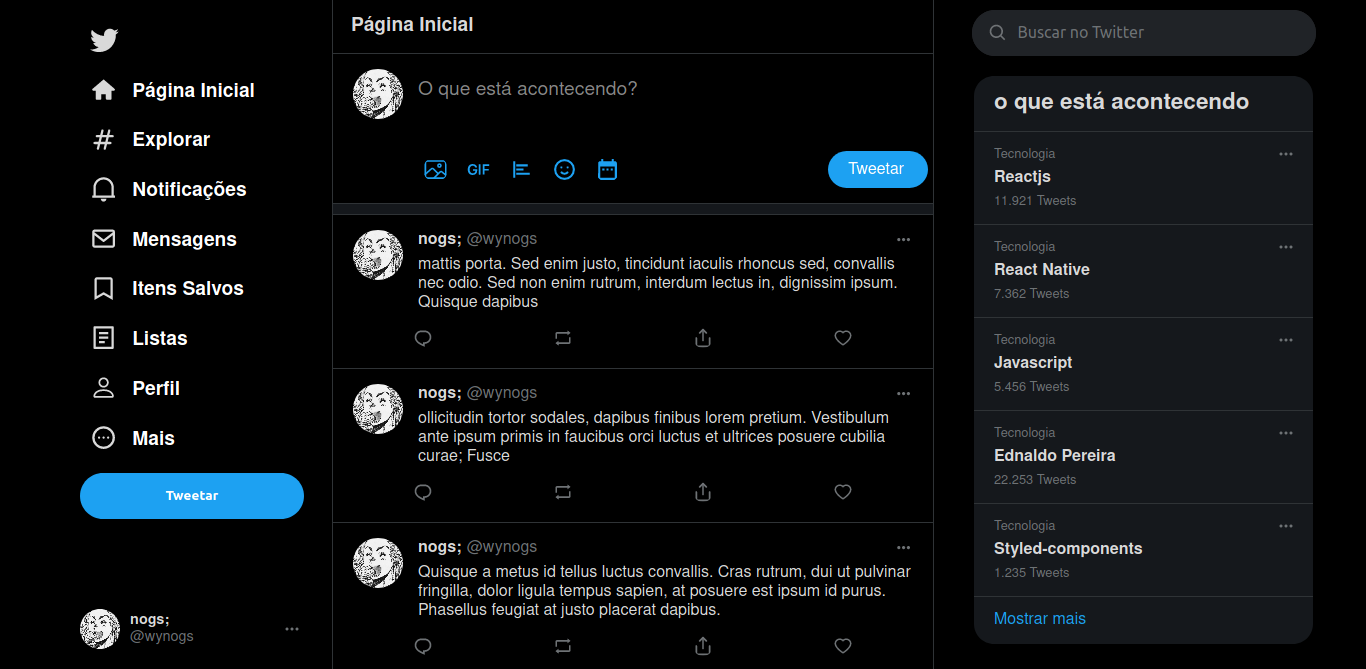 Página Inicial
Explorar
Notificações
Mensagens
Itens Salvos
Listas
Perfil
Mais
Tweetar
nogs;
@wynogs
Página Inicial
O que está acontecendo?
GIF
Tweetar
nogs; @wynogs
mattis porta. Sed enim justo, tincidunt iaculis rhoncus sed, convallis
nec odio. Sed non enim rutrum, interdum lectus in, dignissim ipsum.
Quisque dapibus
nogs; @wynogs
ollicitudin tortor sodales, dapibus finibus lorem pretium. Vestibulum
ante ipsum primis in faucibus orci luctus et ultrices posuere cubilia
curae; Fusce
nogs; @wynogs
Quisque a metus id tellus luctus convallis. Cras rutrum, dui ut pulvinar
fringilla, dolor ligula tempus sapien, at posuere est ipsum id purus.
Phasellus feugiat at justo placerat dapibus.
Buscar no Twitter
o que está acontecendo
Tecnologia
Reactjs
11.921 Tweets
Tecnologia
React Native
7.362 Tweets
Tecnologia
Javascript
5.456 Tweets
Tecnologia
Ednaldo Pereira
22.253 Tweets
Tecnologia
Styled-components
1.235 Tweets
Mostrar mais